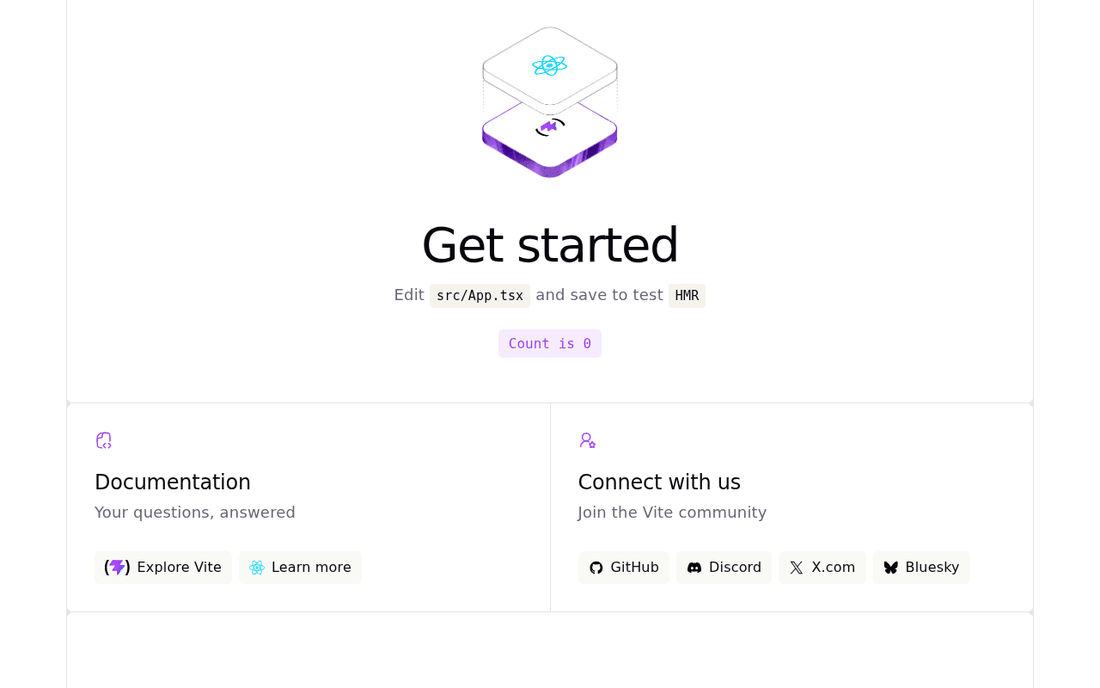 Get started
Edit src/App.tsx and save to test HMR
Count is 0
Documentation
Your questions, answered
Explore Vite
Learn more
Connect with us
Join the Vite community
GitHub
Discord
X.com
Bluesky